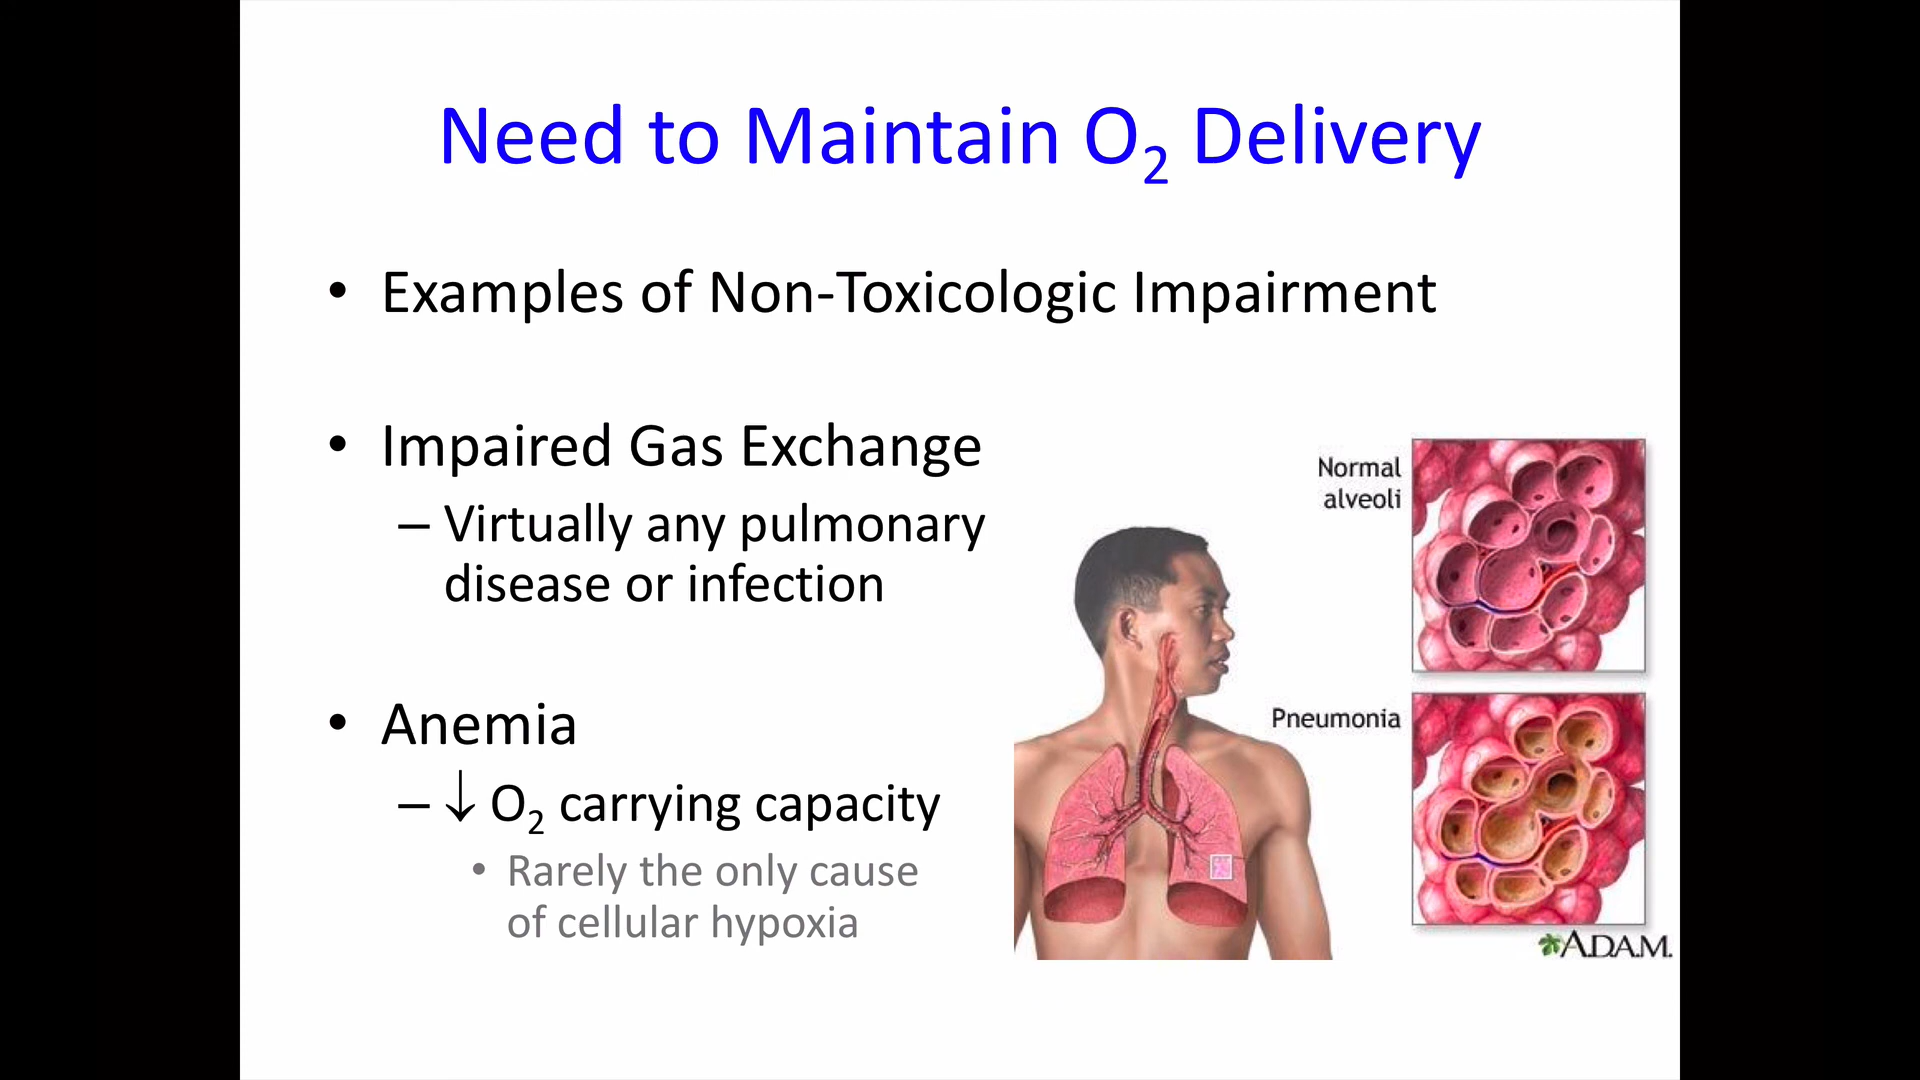 Need to Maintain O₂ Delivery
• Examples of Non-Toxicologic Impairment
• Impaired Gas Exchange
– Virtually any pulmonary
disease or infection
• Anemia
– ↓ O₂ carrying capacity
• Rarely the only cause
of cellular hypoxia
Normal
alveoli
Pneumonia
A.D.A.M.